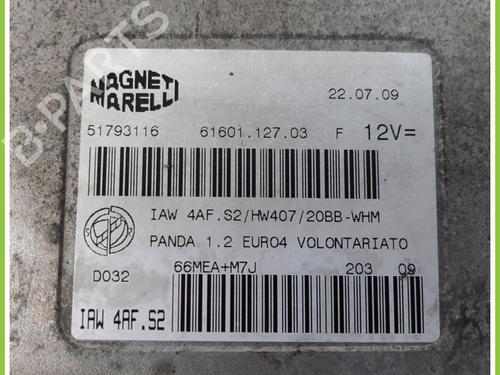 MAGNETI
MARELLI
22.07.09
51793116 61601.127.03 F 12V=
IAW 4AF.S2/HW407/20BB-WHM
PANDA 1.2 EURO4 VOLONTARIATO
D032 66MEA+M7J 203 09
IAW 4AF.S2
B-PARTS